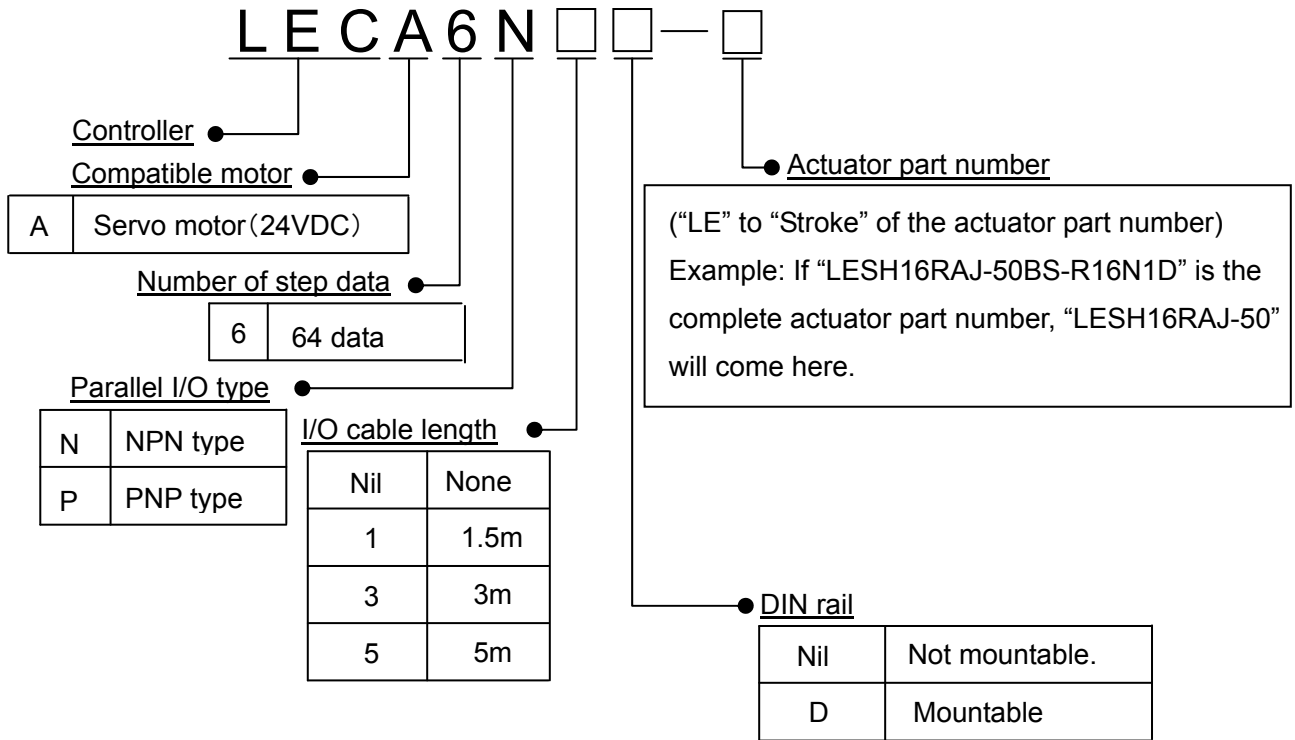 LECA6N□□—□
Controller
Compatible motor
A Servo motor（24VDC）
Number of step data
6 64 data
Parallel I/O type
N NPN type
P PNP type
I/O cable length
Nil None
1 1.5m
3 3m
5 5m
Actuator part number
(“LE” to “Stroke” of the actuator part number)
Example: If “LESH16RAJ-50BS-R16N1D” is the
complete actuator part number, “LESH16RAJ-50”
will come here.
DIN rail
Nil Not mountable.
D Mountable